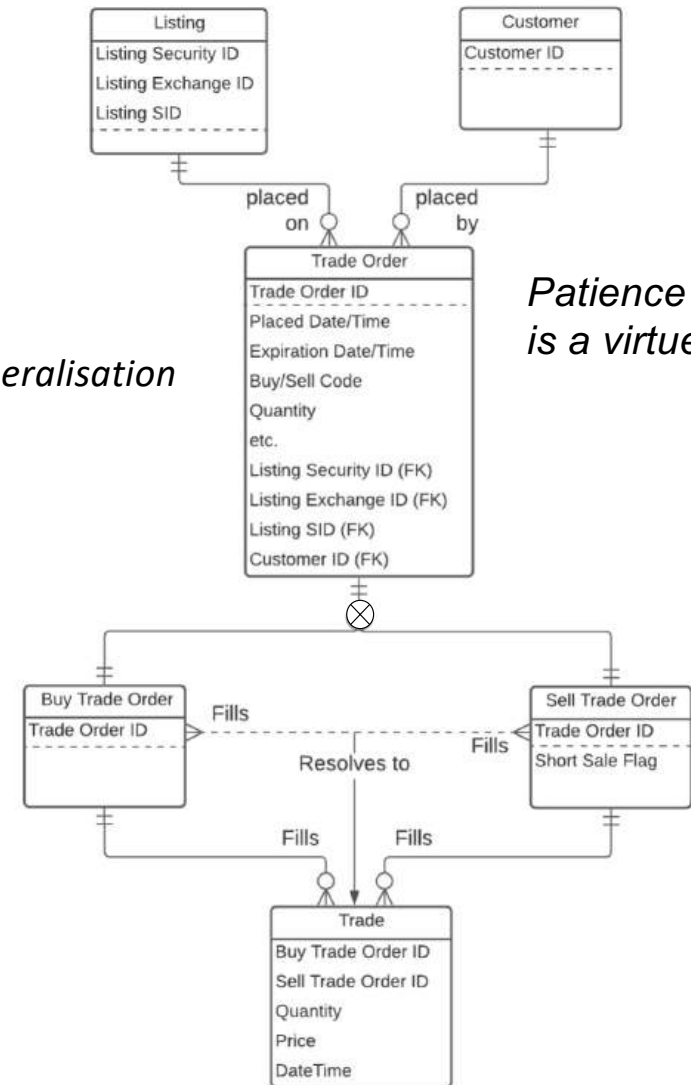 Listing
Listing Security ID
Listing Exchange ID
Listing SID
Customer
Customer ID
placed
on
placed
by
Trade Order
Trade Order ID
Placed Date/Time
Expiration Date/Time
Buy/Sell Code
Quantity
etc.
Listing Security ID (FK)
Listing Exchange ID (FK)
Listing SID (FK)
Customer ID (FK)
Patience
is a virtue
eralisation
Buy Trade Order
Trade Order ID
Fills
Resolves to
Fills
Sell Trade Order
Trade Order ID
Short Sale Flag
Fills
Fills
Trade
Buy Trade Order ID
Sell Trade Order ID
Quantity
Price
DateTime